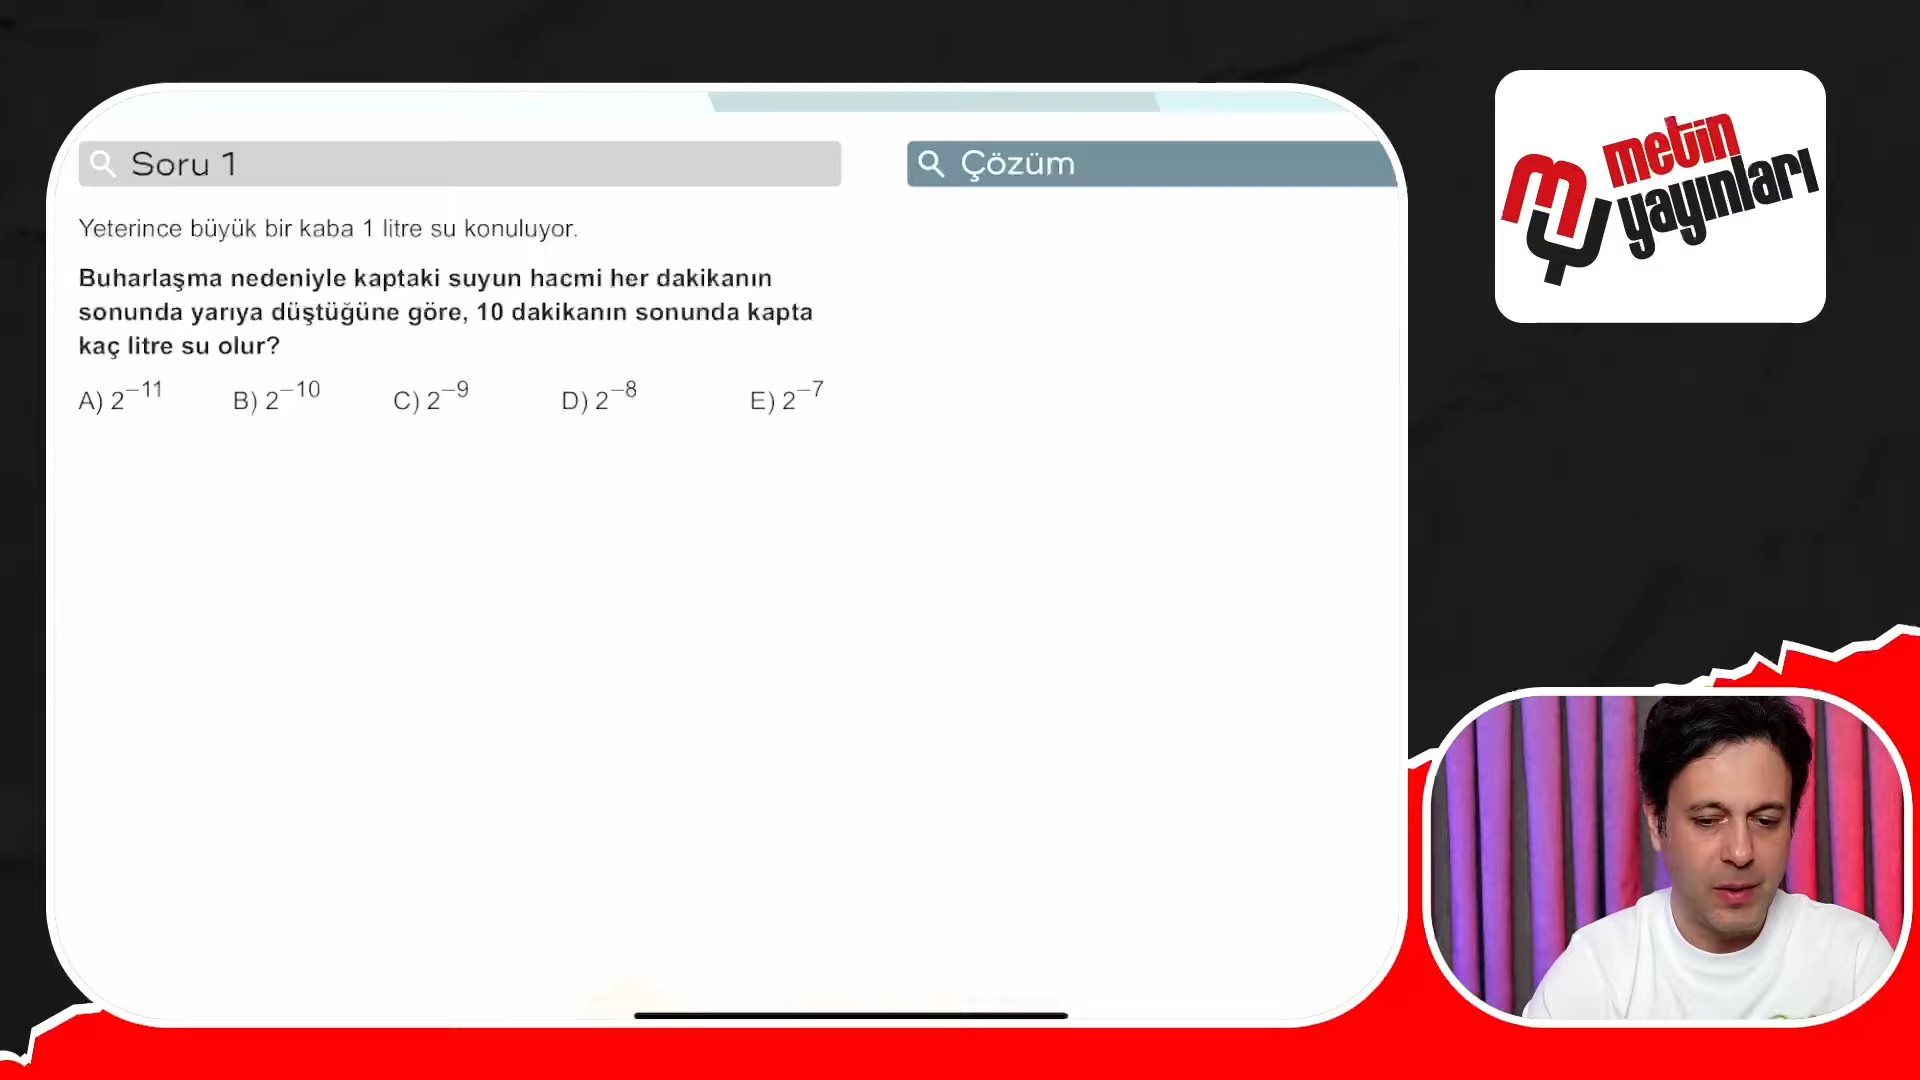 Soru 1
Yeterince büyük bir kaba 1 litre su konuluyor.
Buharlaşma nedeniyle kaptaki suyun hacmi her dakikanın
sonunda yarıya düştüğüne göre, 10 dakikanın sonunda kapta
kaç litre su olur?
A) 2⁻¹¹ B) 2⁻¹⁰ C) 2⁻⁹ D) 2⁻⁸ E) 2⁻⁷
Çözüm
metin
yayınları